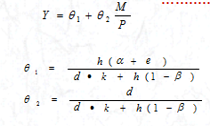 Y = θ₁ + θ₂ M/P
θ₁ = h(α + e) / d • k + h(1 − β)
θ₂ = d / d • k + h(1 − β)